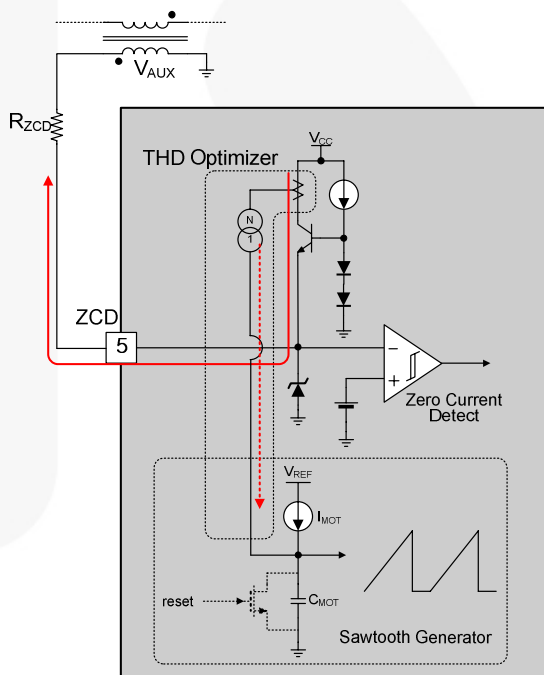 VAUX
RZCD
THD Optimizer
VCC
N
1
ZCD
5
−
+
Zero Current
Detect
VREF
IMOT
reset
CMOT
Sawtooth Generator